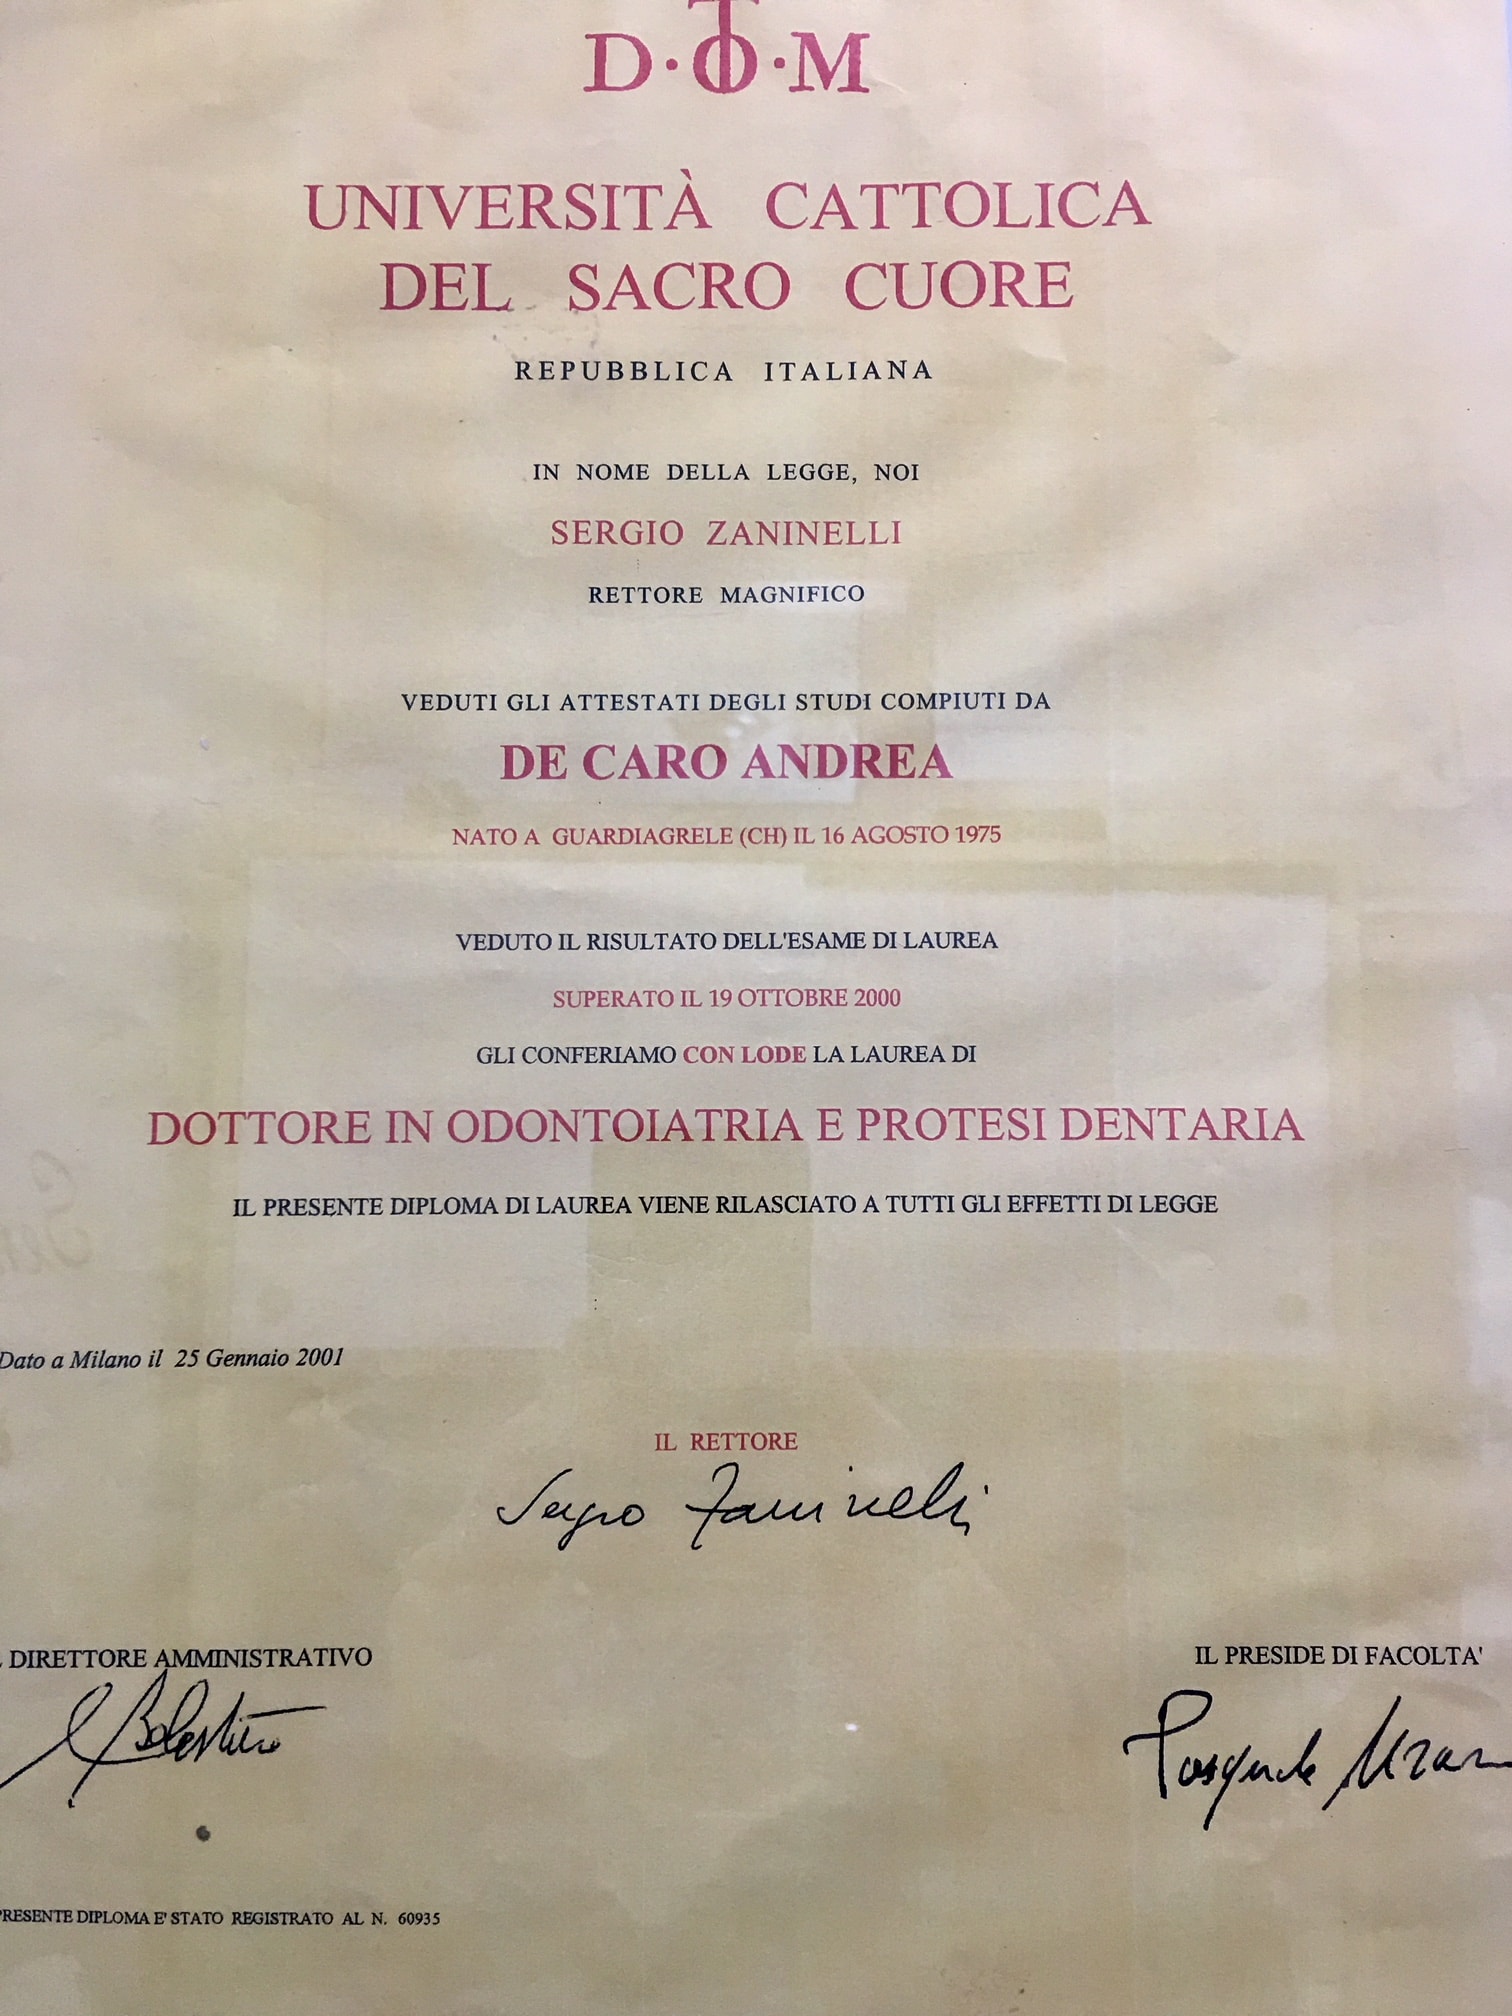 D·O·M
UNIVERSITÀ CATTOLICA
DEL SACRO CUORE
REPUBBLICA ITALIANA
IN NOME DELLA LEGGE, NOI
SERGIO ZANINELLI
RETTORE MAGNIFICO
VEDUTI GLI ATTESTATI DEGLI STUDI COMPIUTI DA
DE CARO ANDREA
NATO A GUARDIAGRELE (CH) IL 16 AGOSTO 1975
VEDUTO IL RISULTATO DELL'ESAME DI LAUREA
SUPERATO IL 19 OTTOBRE 2000
GLI CONFERIAMO CON LODE LA LAUREA DI
DOTTORE IN ODONTOIATRIA E PROTESI DENTARIA
IL PRESENTE DIPLOMA DI LAUREA VIENE RILASCIATO A TUTTI GLI EFFETTI DI LEGGE
Dato a Milano il 25 Gennaio 2001
IL RETTORE
Sergio Zaninelli
DIRETTORE AMMINISTRATIVO
IL PRESIDE DI FACOLTA'
Pasquale
PRESENTE DIPLOMA E' STATO REGISTRATO AL N. 60935